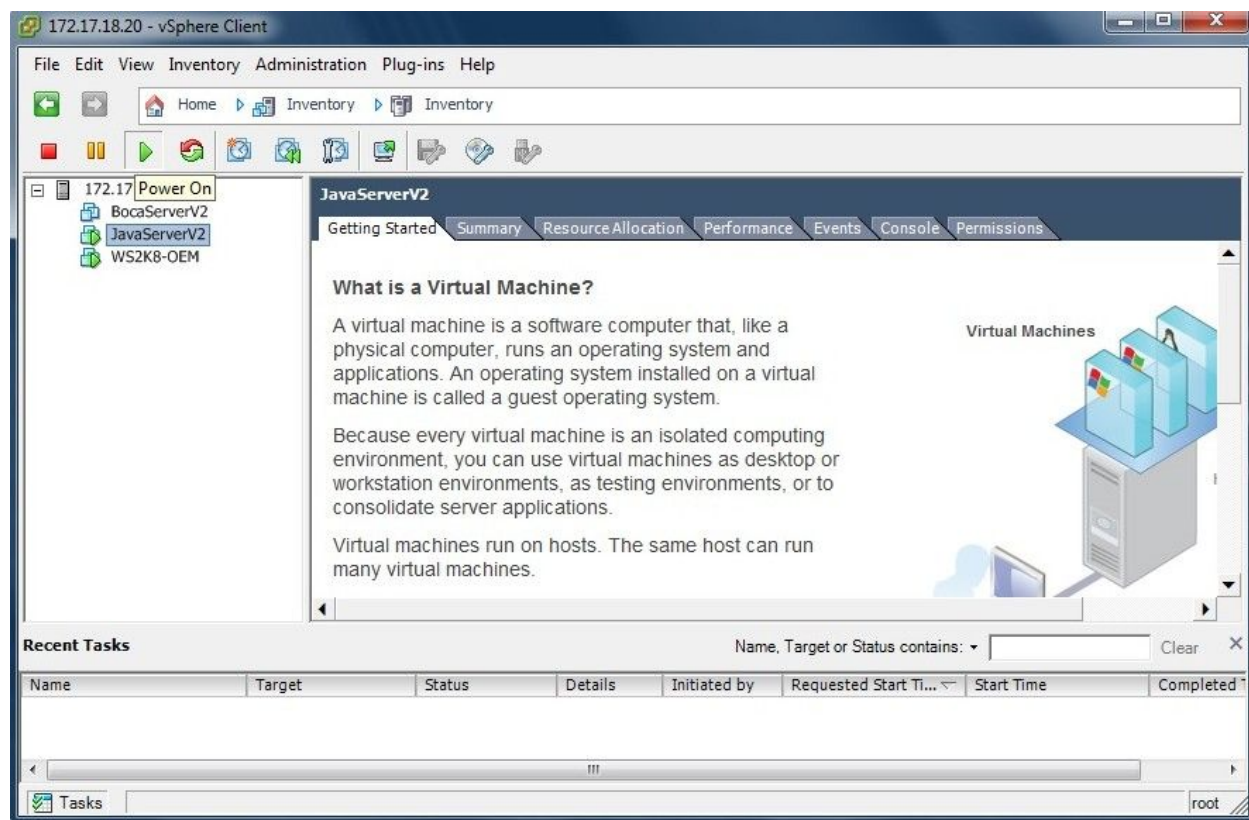 172.17.18.20 - vSphere Client
File Edit View Inventory Administration Plug-ins Help
Home Inventory Inventory
172.17
Power On
BocaServerV2
JavaServerV2
WS2K8-OEM
JavaServerV2
Getting Started Summary Resource Allocation Performance Events Console Permissions
What is a Virtual Machine?
A virtual machine is a software computer that, like a
physical computer, runs an operating system and
applications. An operating system installed on a virtual
machine is called a guest operating system.
Because every virtual machine is an isolated computing
environment, you can use virtual machines as desktop or
workstation environments, as testing environments, or to
consolidate server applications.
Virtual machines run on hosts. The same host can run
many virtual machines.
Virtual Machines
Recent Tasks
Name, Target or Status contains:
Clear
Name Target Status Details Initiated by Requested Start Ti... Start Time Completed
Tasks
root